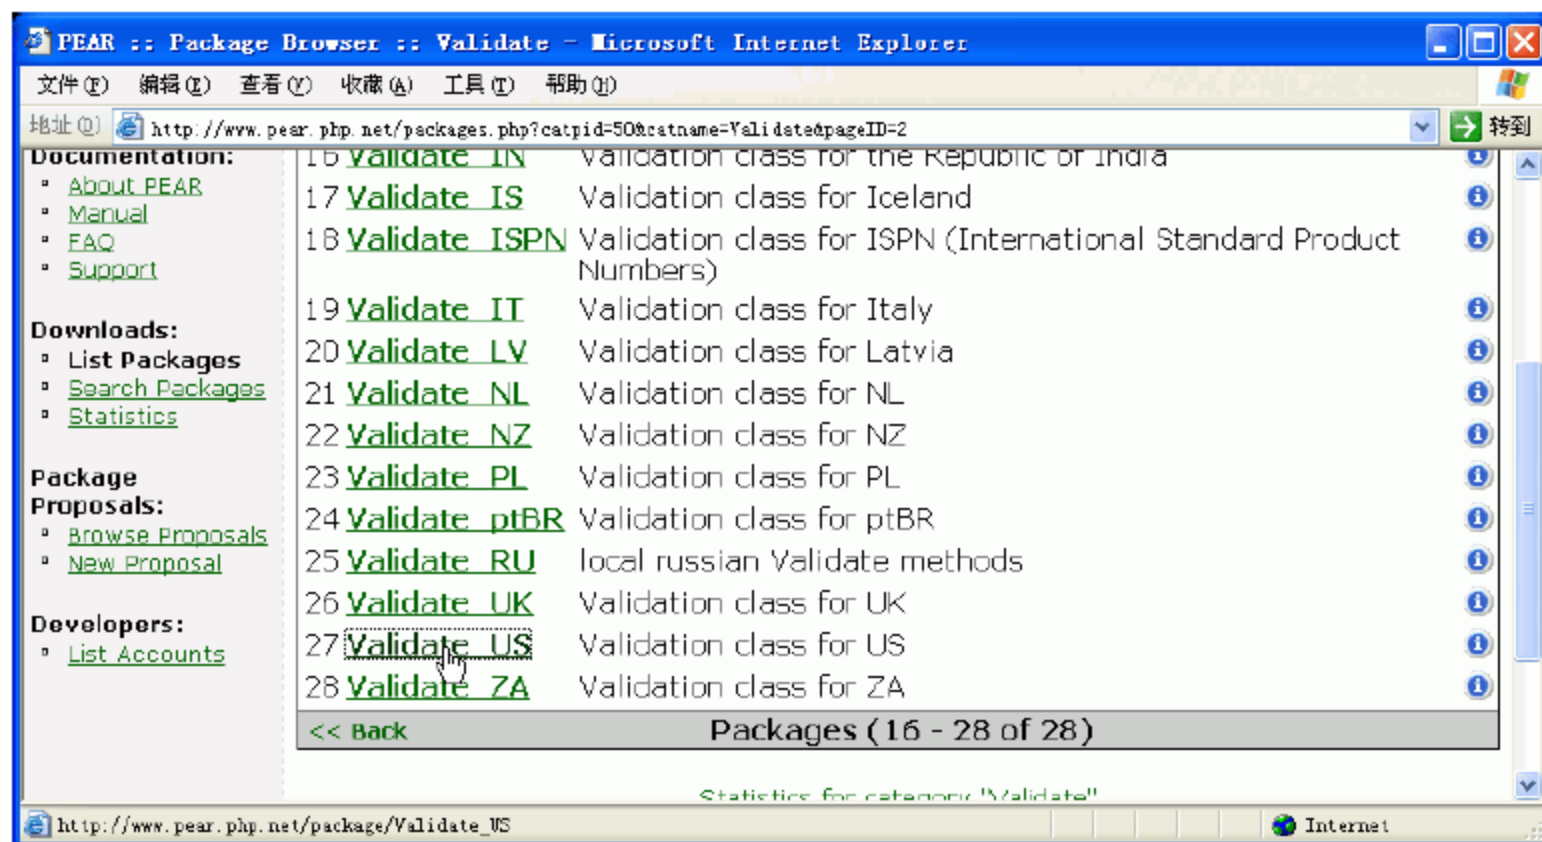 PEAR :: Package Browser :: Validate - Microsoft Internet Explorer
文件(F) 编辑(E) 查看(V) 收藏(A) 工具(T) 帮助(H)
地址(D) http://www.pear.php.net/packages.php?catpid=50&catname=Validate&pageID=2 转到
Documentation:
About PEAR
Manual
FAQ
Support
Downloads:
List Packages
Search Packages
Statistics
Package
Proposals:
Browse Proposals
New Proposal
Developers:
List Accounts
16 Validate_IN Validation class for the Republic of India
17 Validate_IS Validation class for Iceland
18 Validate_ISPN Validation class for ISPN (International Standard Product
Numbers)
19 Validate_IT Validation class for Italy
20 Validate_LV Validation class for Latvia
21 Validate_NL Validation class for NL
22 Validate_NZ Validation class for NZ
23 Validate_PL Validation class for PL
24 Validate_ptBR Validation class for ptBR
25 Validate_RU local russian Validate methods
26 Validate_UK Validation class for UK
27 Validate_US Validation class for US
28 Validate_ZA Validation class for ZA
<< Back Packages (16 - 28 of 28)
Statistics for category "Validate"
http://www.pear.php.net/package/Validate_US Internet